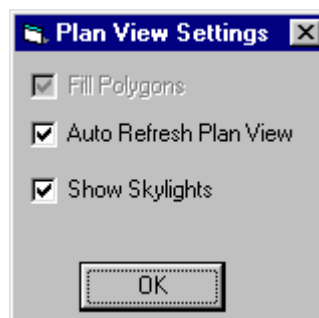 Plan View Settings
Fill Polygons
Auto Refresh Plan View
Show Skylights
OK